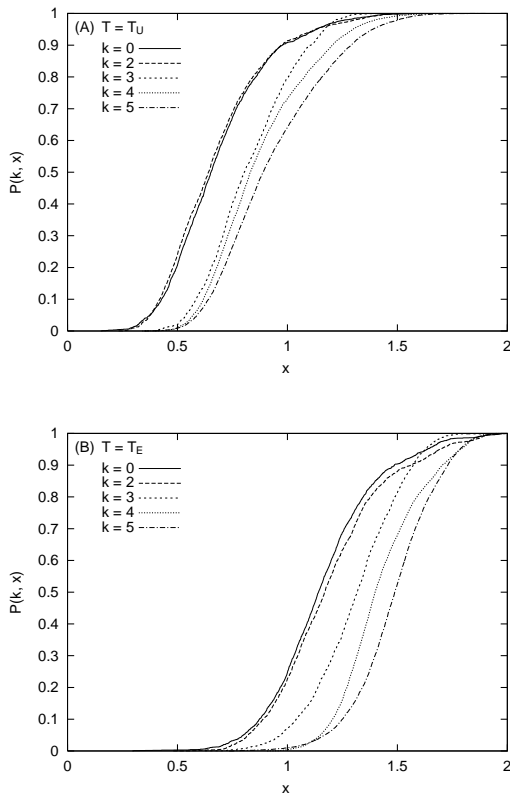 (A) T = T_U
k = 0
k = 2
k = 3
k = 4
k = 5
1
0.9
0.8
0.7
0.6
0.5
0.4
0.3
0.2
0.1
0
P(k, x)
0 0.5 1 1.5 2
x
(B) T = T_E
k = 0
k = 2
k = 3
k = 4
k = 5
1
0.9
0.8
0.7
0.6
0.5
0.4
0.3
0.2
0.1
0
P(k, x)
0 0.5 1 1.5 2
x